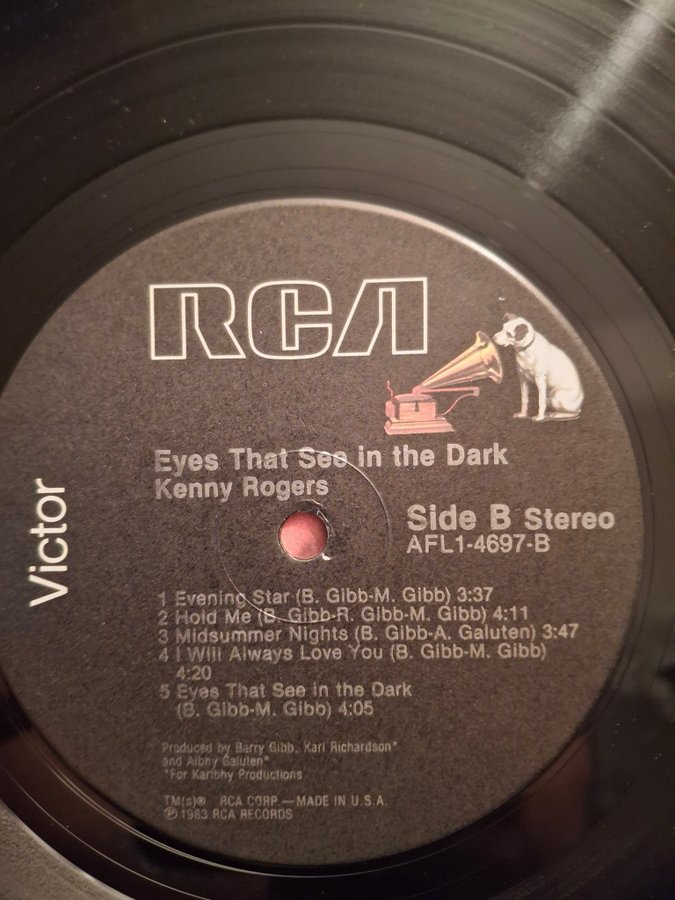 RCA
Victor
Eyes That See in the Dark
Kenny Rogers
Side B Stereo
AFL1-4697-B
1 Evening Star (B. Gibb-M. Gibb) 3:37
2 Hold Me (B. Gibb-R. Gibb-M. Gibb) 4:11
3 Midsummer Nights (B. Gibb-A. Galuten) 3:47
4 I Will Always Love You (B. Gibb-M. Gibb)
4:20
5 Eyes That See in the Dark
(B. Gibb-M. Gibb) 4:05
Produced by Barry Gibb, Karl Richardson*
and Albhy Galuten*
*For Karlbhy Productions
TM(s)® RCA CORP.—MADE IN U.S.A.
℗ 1983 RCA RECORDS